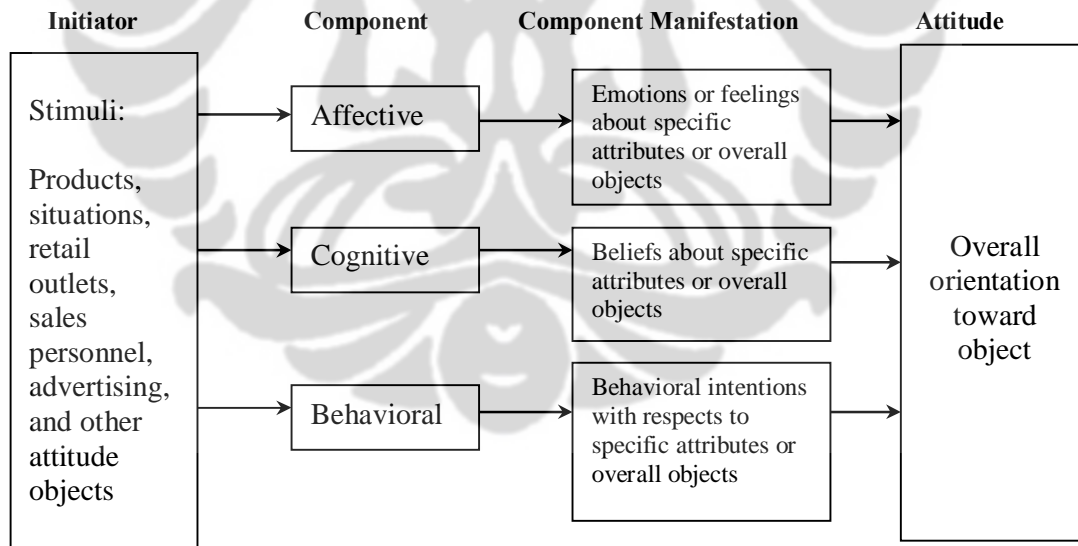 Initiator Component Component Manifestation Attitude
Stimuli:
Products,
situations,
retail
outlets,
sales
personnel,
advertising,
and other
attitude
objects
Affective
Emotions or feelings
about specific
attributes or overall
objects
Cognitive
Beliefs about specific
attributes or overall
objects
Behavioral
Behavioral intentions
with respects to
specific attributes or
overall objects
Overall
orientation
toward
object